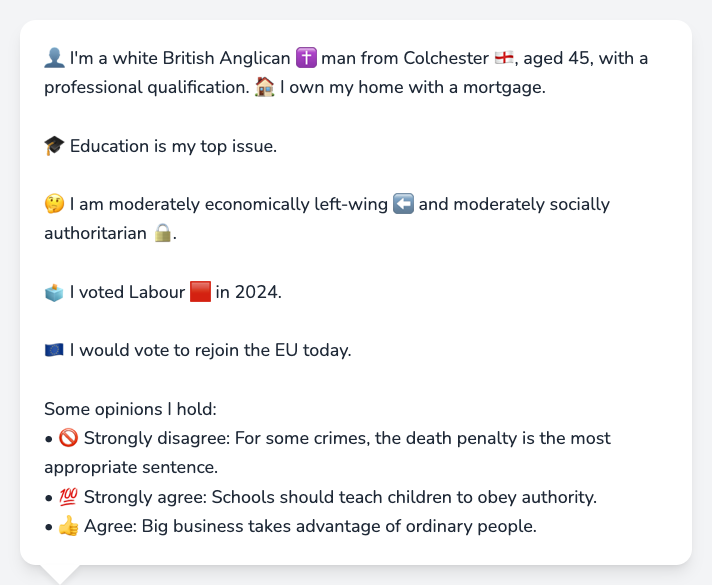 👤 I'm a white British Anglican ✝️ man from Colchester 🏴󠁧󠁢󠁥󠁮󠁧󠁿, aged 45, with a
professional qualification. 🏠 I own my home with a mortgage.
🎓 Education is my top issue.
🤔 I am moderately economically left-wing ⬅️ and moderately socially
authoritarian 🔒.
🗳️ I voted Labour 🟥 in 2024.
🇪🇺 I would vote to rejoin the EU today.
Some opinions I hold:
• 🚫 Strongly disagree: For some crimes, the death penalty is the most
appropriate sentence.
• 💯 Strongly agree: Schools should teach children to obey authority.
• 👍 Agree: Big business takes advantage of ordinary people.